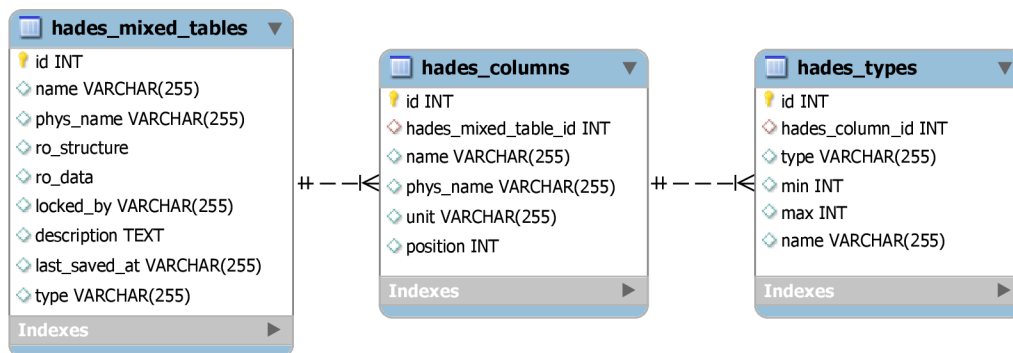 hades_mixed_tables
id INT
name VARCHAR(255)
phys_name VARCHAR(255)
ro_structure
ro_data
locked_by VARCHAR(255)
description TEXT
last_saved_at VARCHAR(255)
type VARCHAR(255)
Indexes
hades_columns
id INT
hades_mixed_table_id INT
name VARCHAR(255)
phys_name VARCHAR(255)
unit VARCHAR(255)
position INT
Indexes
hades_types
id INT
hades_column_id INT
type VARCHAR(255)
min INT
max INT
name VARCHAR(255)
Indexes